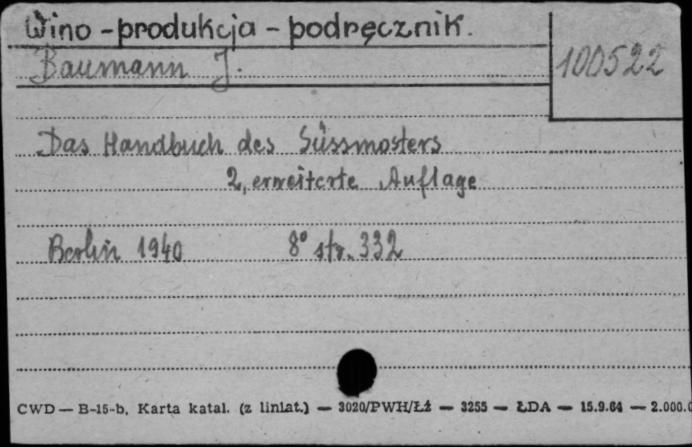 Wino - produkcja - podręcznik.
Baumann J.
100522
Das Handbuch des Süssmosters
2, erweiterte Auflage
Berlin 1940 8° str. 332
CWD — B-15-b, Karta katal. (z liniat.) — 3020/PWH/Łź — 3255 — ŁDA — 15.9.64 — 2.000.0